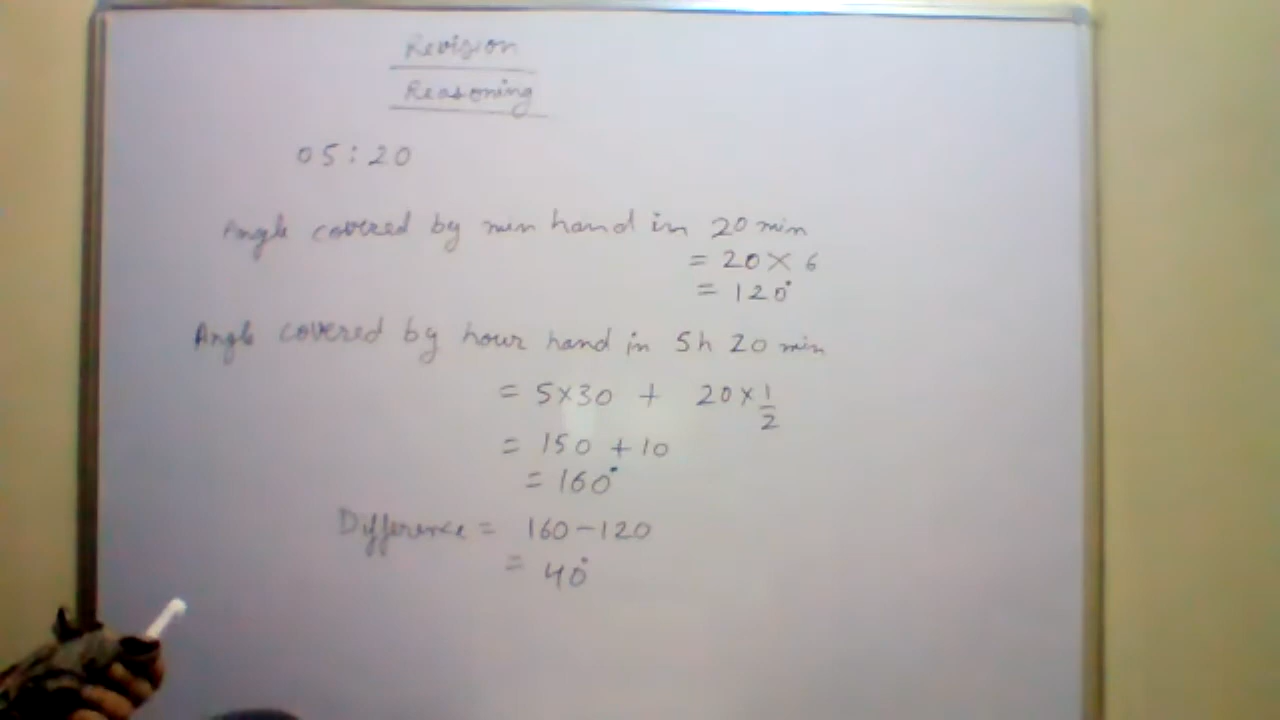 Revision
Reasoning
05:20
Angle covered by min hand in 20 min
= 20 × 6
= 120°
Angle covered by hour hand in 5h 20 min
= 5×30 + 20×1/2
= 150 + 10
= 160°
Difference = 160-120
= 40°